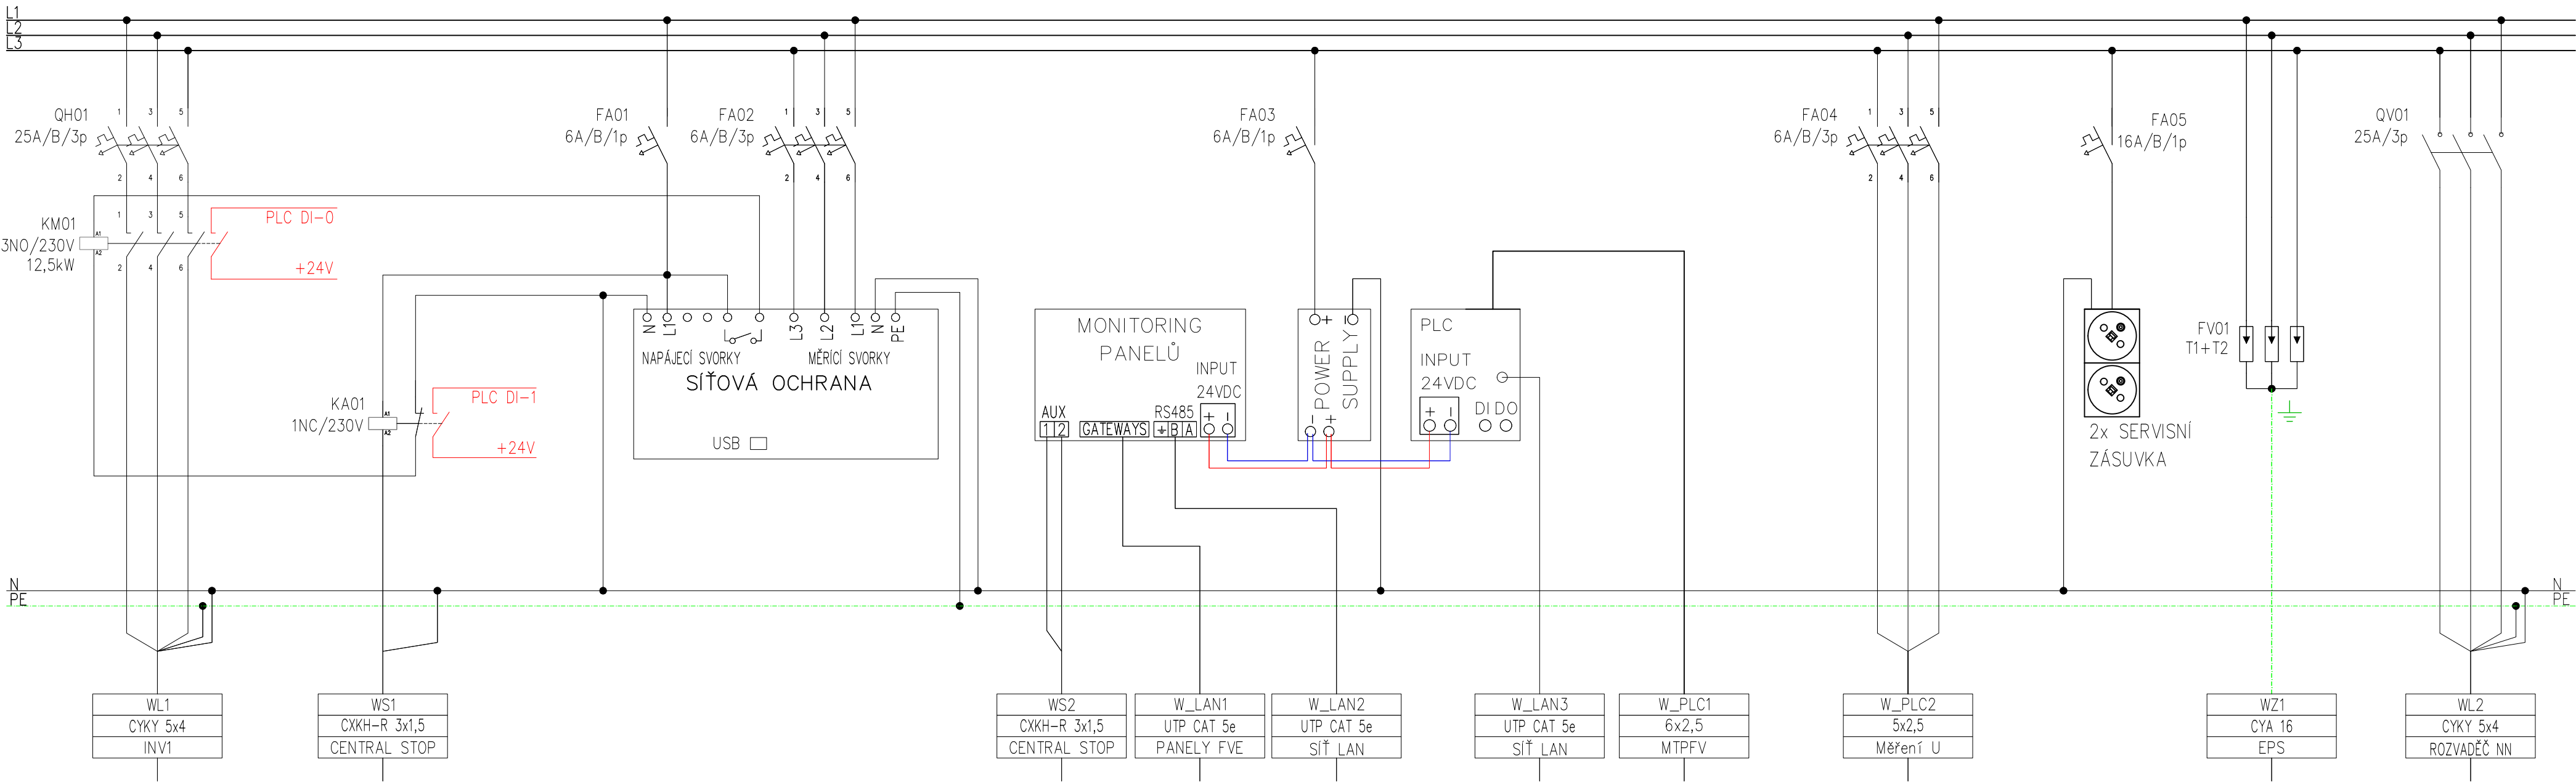 L1
L2
L3
QH01
25A/B/3p
1 3 5
2 4 6
KM01
3NO/230V
12,5kW
A1
A2
1 3 5
2 4 6
PLC DI-0
+24V
KA01
1NC/230V
A1
A2
PLC DI-1
+24V
FA01
6A/B/1p
FA02
6A/B/3p
1 3 5
2 4 6
N L1 L3 L2 L1 N PE
NAPÁJECÍ SVORKY
MĚRÍCÍ SVORKY
SÍŤOVÁ OCHRANA
USB
MONITORING
PANELŮ
INPUT
24VDC
AUX
1 2
GATEWAYS
RS485
B A
+ -
FA03
6A/B/1p
+ -
POWER
SUPPLY
- +
PLC
INPUT
24VDC
+ -
DI DO
FA04
6A/B/3p
1 3 5
2 4 6
FA05
16A/B/1p
2x SERVISNÍ
ZÁSUVKA
FV01
T1+T2
QV01
25A/3p
N
PE
N
PE
WL1
CYKY 5x4
INV1
WS1
CXKH-R 3x1,5
CENTRAL STOP
WS2
CXKH-R 3x1,5
CENTRAL STOP
W_LAN1
UTP CAT 5e
PANELY FVE
W_LAN2
UTP CAT 5e
SÍŤ LAN
W_LAN3
UTP CAT 5e
SÍŤ LAN
W_PLC1
6x2,5
MTPFV
W_PLC2
5x2,5
Měření U
WZ1
CYA 16
EPS
WL2
CYKY 5x4
ROZVADĚČ NN